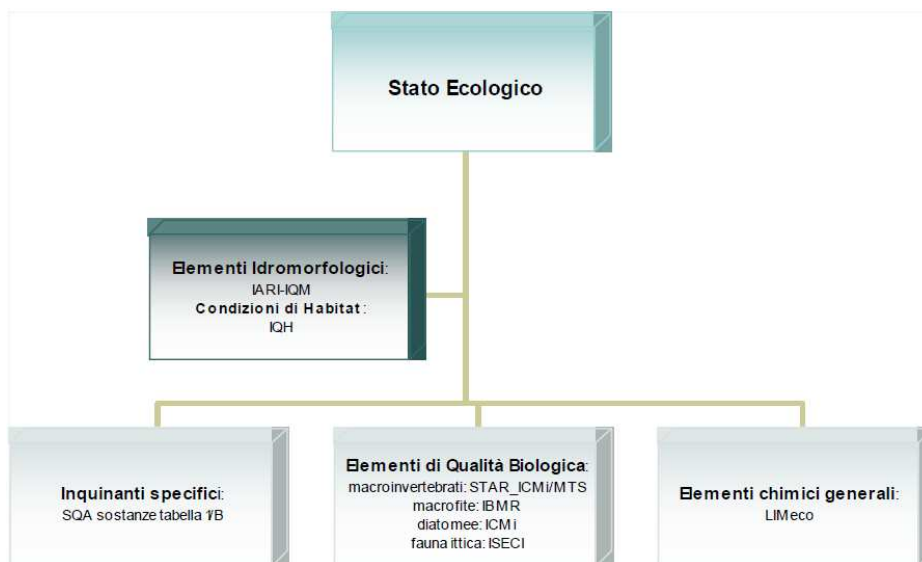 Stato Ecologico
Elementi Idromorfologici:
IARI-IQM
Condizioni di Habitat:
IQH
Inquinanti specifici:
SQA sostanze tabella 1/B
Elementi di Qualità Biologica:
macroinvertebrati: STAR_ICMi/MTS
macrofite: IBMR
diatomee: ICMi
fauna ittica: ISECI
Elementi chimici generali:
LIMeco